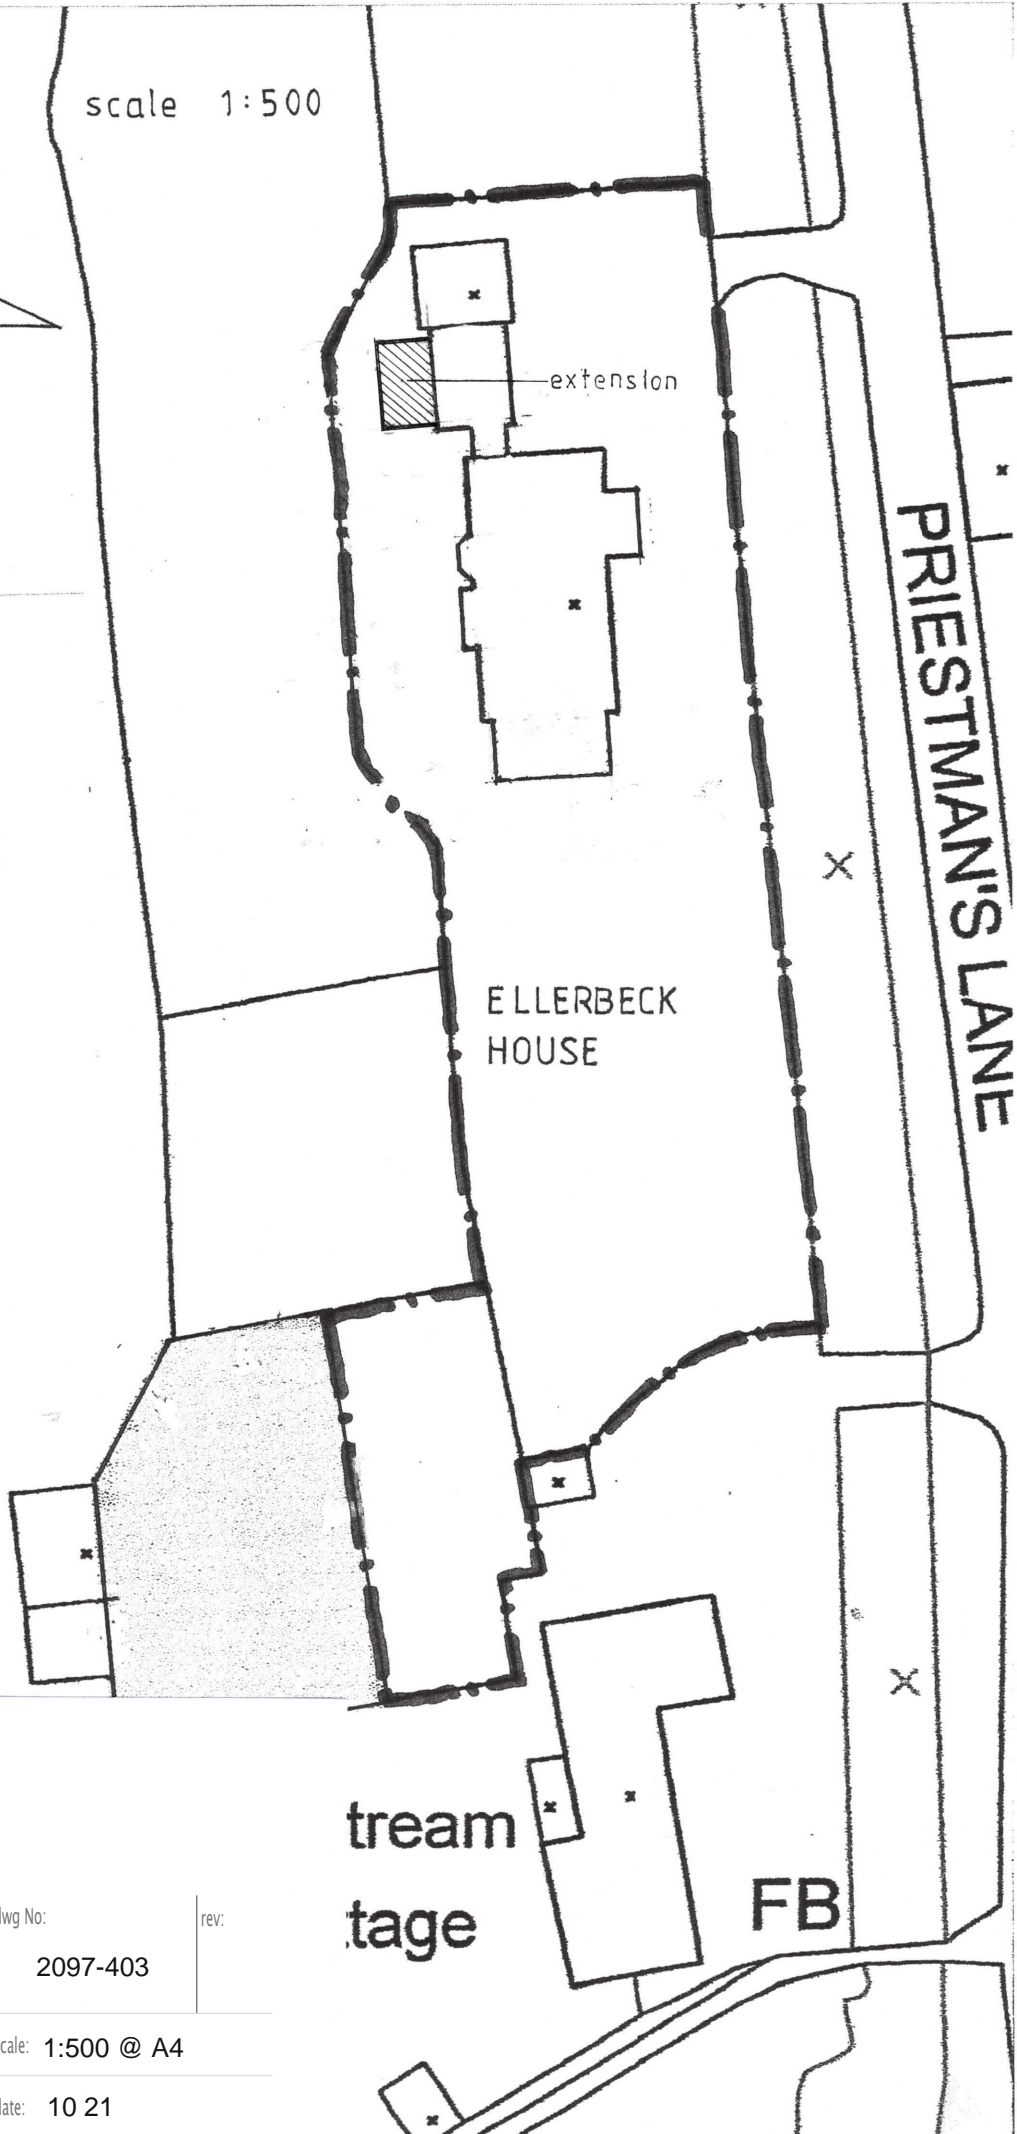 scale 1:500
extension
PRIESTMAN'S LANE
ELLERBECK
HOUSE
tream
tage
FB
dwg No:
rev:
2097-403
cale: 1:500 @ A4
date: 10 21